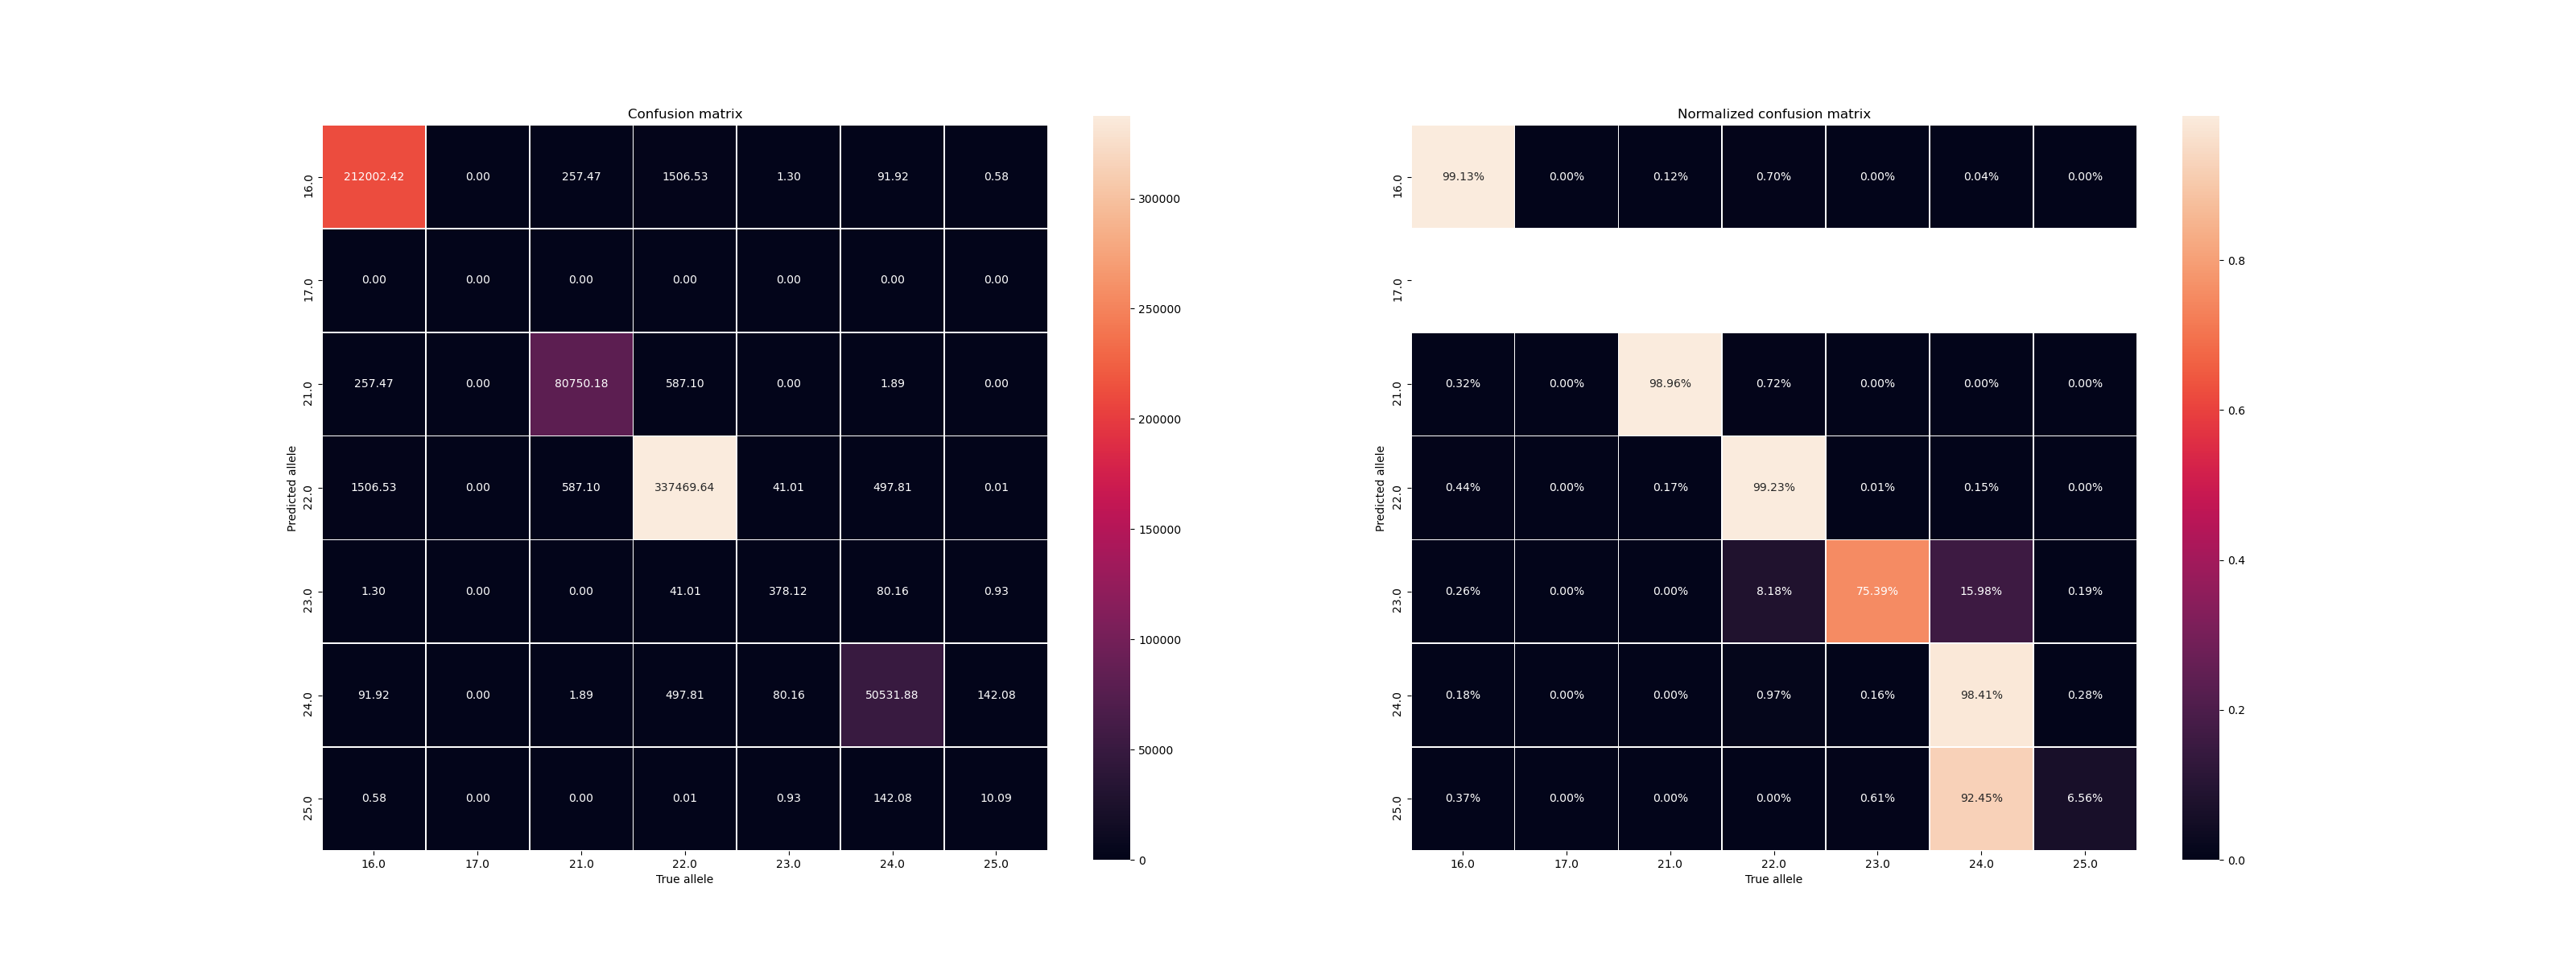 Confusion matrix
16.0 212002.42 0.00 257.47 1506.53 1.30 91.92 0.58
17.0 0.00 0.00 0.00 0.00 0.00 0.00 0.00
21.0 257.47 0.00 80750.18 587.10 0.00 1.89 0.00
22.0 1506.53 0.00 587.10 337469.64 41.01 497.81 0.01
23.0 1.30 0.00 0.00 41.01 378.12 80.16 0.93
24.0 91.92 0.00 1.89 497.81 80.16 50531.88 142.08
25.0 0.58 0.00 0.00 0.01 0.93 142.08 10.09
16.0 17.0 21.0 22.0 23.0 24.0 25.0
True allele
Predicted allele
300000
250000
200000
150000
100000
50000
0
Normalized confusion matrix
16.0 99.13% 0.00% 0.12% 0.70% 0.00% 0.04% 0.00%
17.0
21.0 0.32% 0.00% 98.96% 0.72% 0.00% 0.00% 0.00%
22.0 0.44% 0.00% 0.17% 99.23% 0.01% 0.15% 0.00%
23.0 0.26% 0.00% 0.00% 8.18% 75.39% 15.98% 0.19%
24.0 0.18% 0.00% 0.00% 0.97% 0.16% 98.41% 0.28%
25.0 0.37% 0.00% 0.00% 0.00% 0.61% 92.45% 6.56%
16.0 17.0 21.0 22.0 23.0 24.0 25.0
True allele
Predicted allele
0.8
0.6
0.4
0.2
0.0